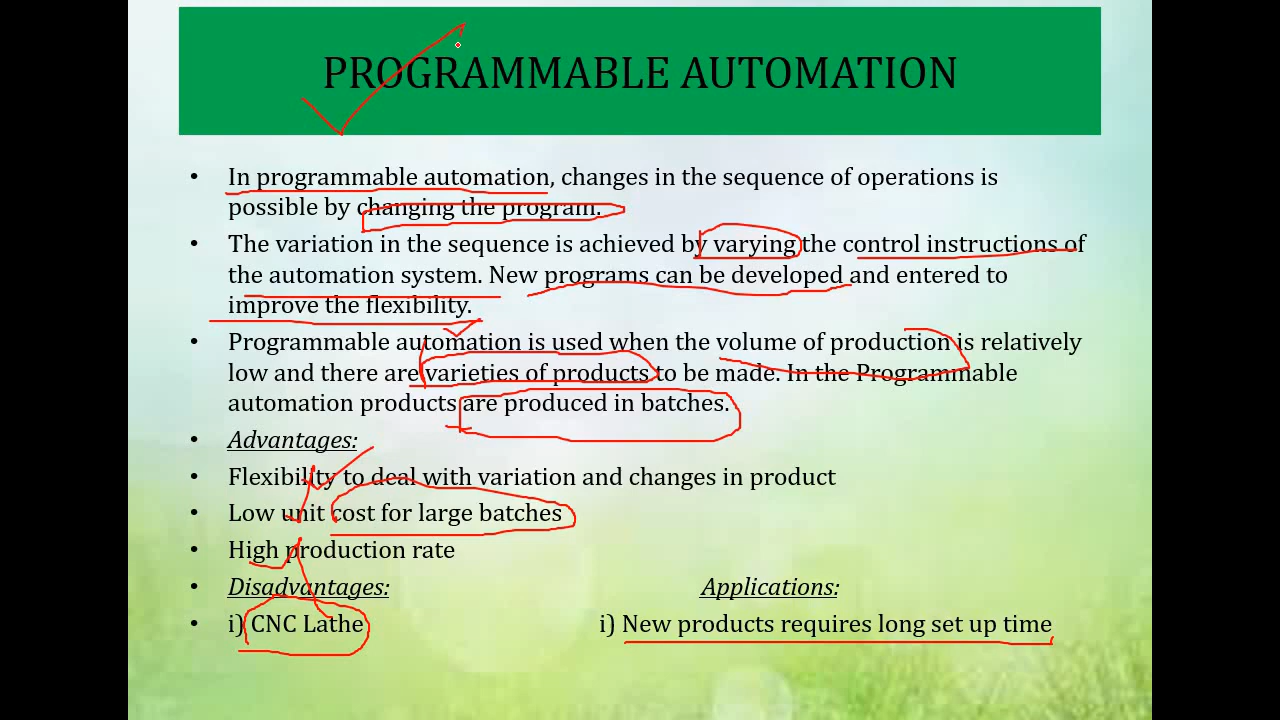 PROGRAMMABLE AUTOMATION
• In programmable automation, changes in the sequence of operations is
possible by changing the program.
• The variation in the sequence is achieved by varying the control instructions of
the automation system. New programs can be developed and entered to
improve the flexibility.
• Programmable automation is used when the volume of production is relatively
low and there are varieties of products to be made. In the Programmable
automation products are produced in batches.
• Advantages:
• Flexibility to deal with variation and changes in product
• Low unit cost for large batches
• High production rate
• Disadvantages: Applications:
• i) CNC Lathe i) New products requires long set up time